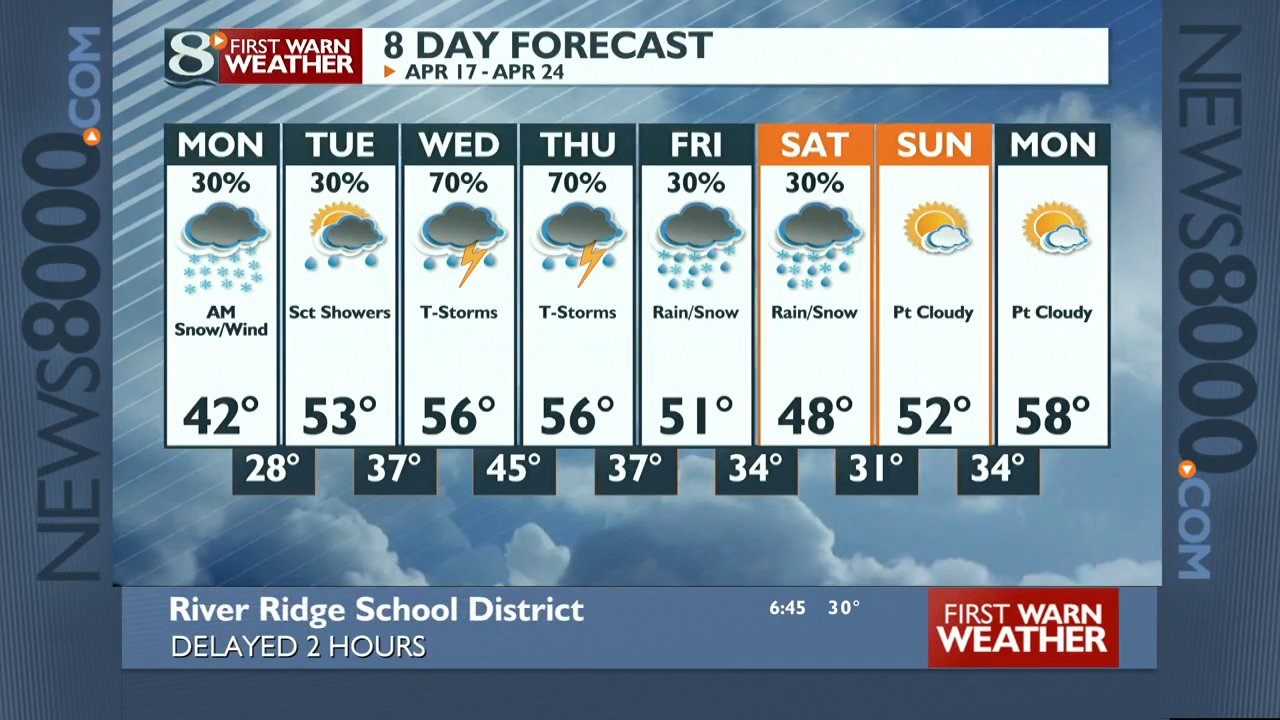 8 FIRST WARN
WEATHER
8 DAY FORECAST
APR 17 - APR 24
MON
30%
AM
Snow/Wind
42°
TUE
30%
Sct Showers
53°
WED
70%
T-Storms
56°
THU
70%
T-Storms
56°
FRI
30%
Rain/Snow
51°
SAT
30%
Rain/Snow
48°
SUN
Pt Cloudy
52°
MON
Pt Cloudy
58°
28° 37° 45° 37° 34° 31° 34°
River Ridge School District
DELAYED 2 HOURS
6:45 30°
FIRST WARN
WEATHER
NEWS8000.COM
NEWS8000.COM